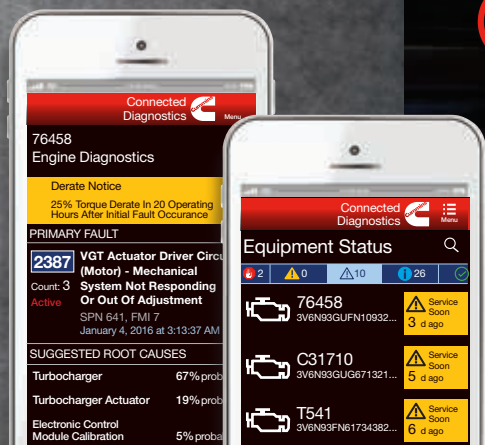 Connected
Diagnostics
Menu
76458
Engine Diagnostics
Derate Notice
25% Torque Derate In 20 Operating
Hours After Initial Fault Occurance
PRIMARY FAULT
2387
VGT Actuator Driver Circu
(Motor) - Mechanical
Count: 3
System Not Responding
Active
Or Out Of Adjustment
SPN 641, FMI 7
January 4, 2016 at 3:13:37 AM
SUGGESTED ROOT CAUSES
Turbocharger 67% prob
Turbocharger Actuator 19% prob
Electronic Control
Module Calibration 5% proba
Connected
Diagnostics
Menu
Equipment Status
2 0 10 26
76458
3V6N93GUFN10932...
Service
Soon
3 d ago
C31710
3V6N93GUG671321...
Service
Soon
5 d ago
T541
3V6N93FN61734382...
Service
Soon
6 d ago